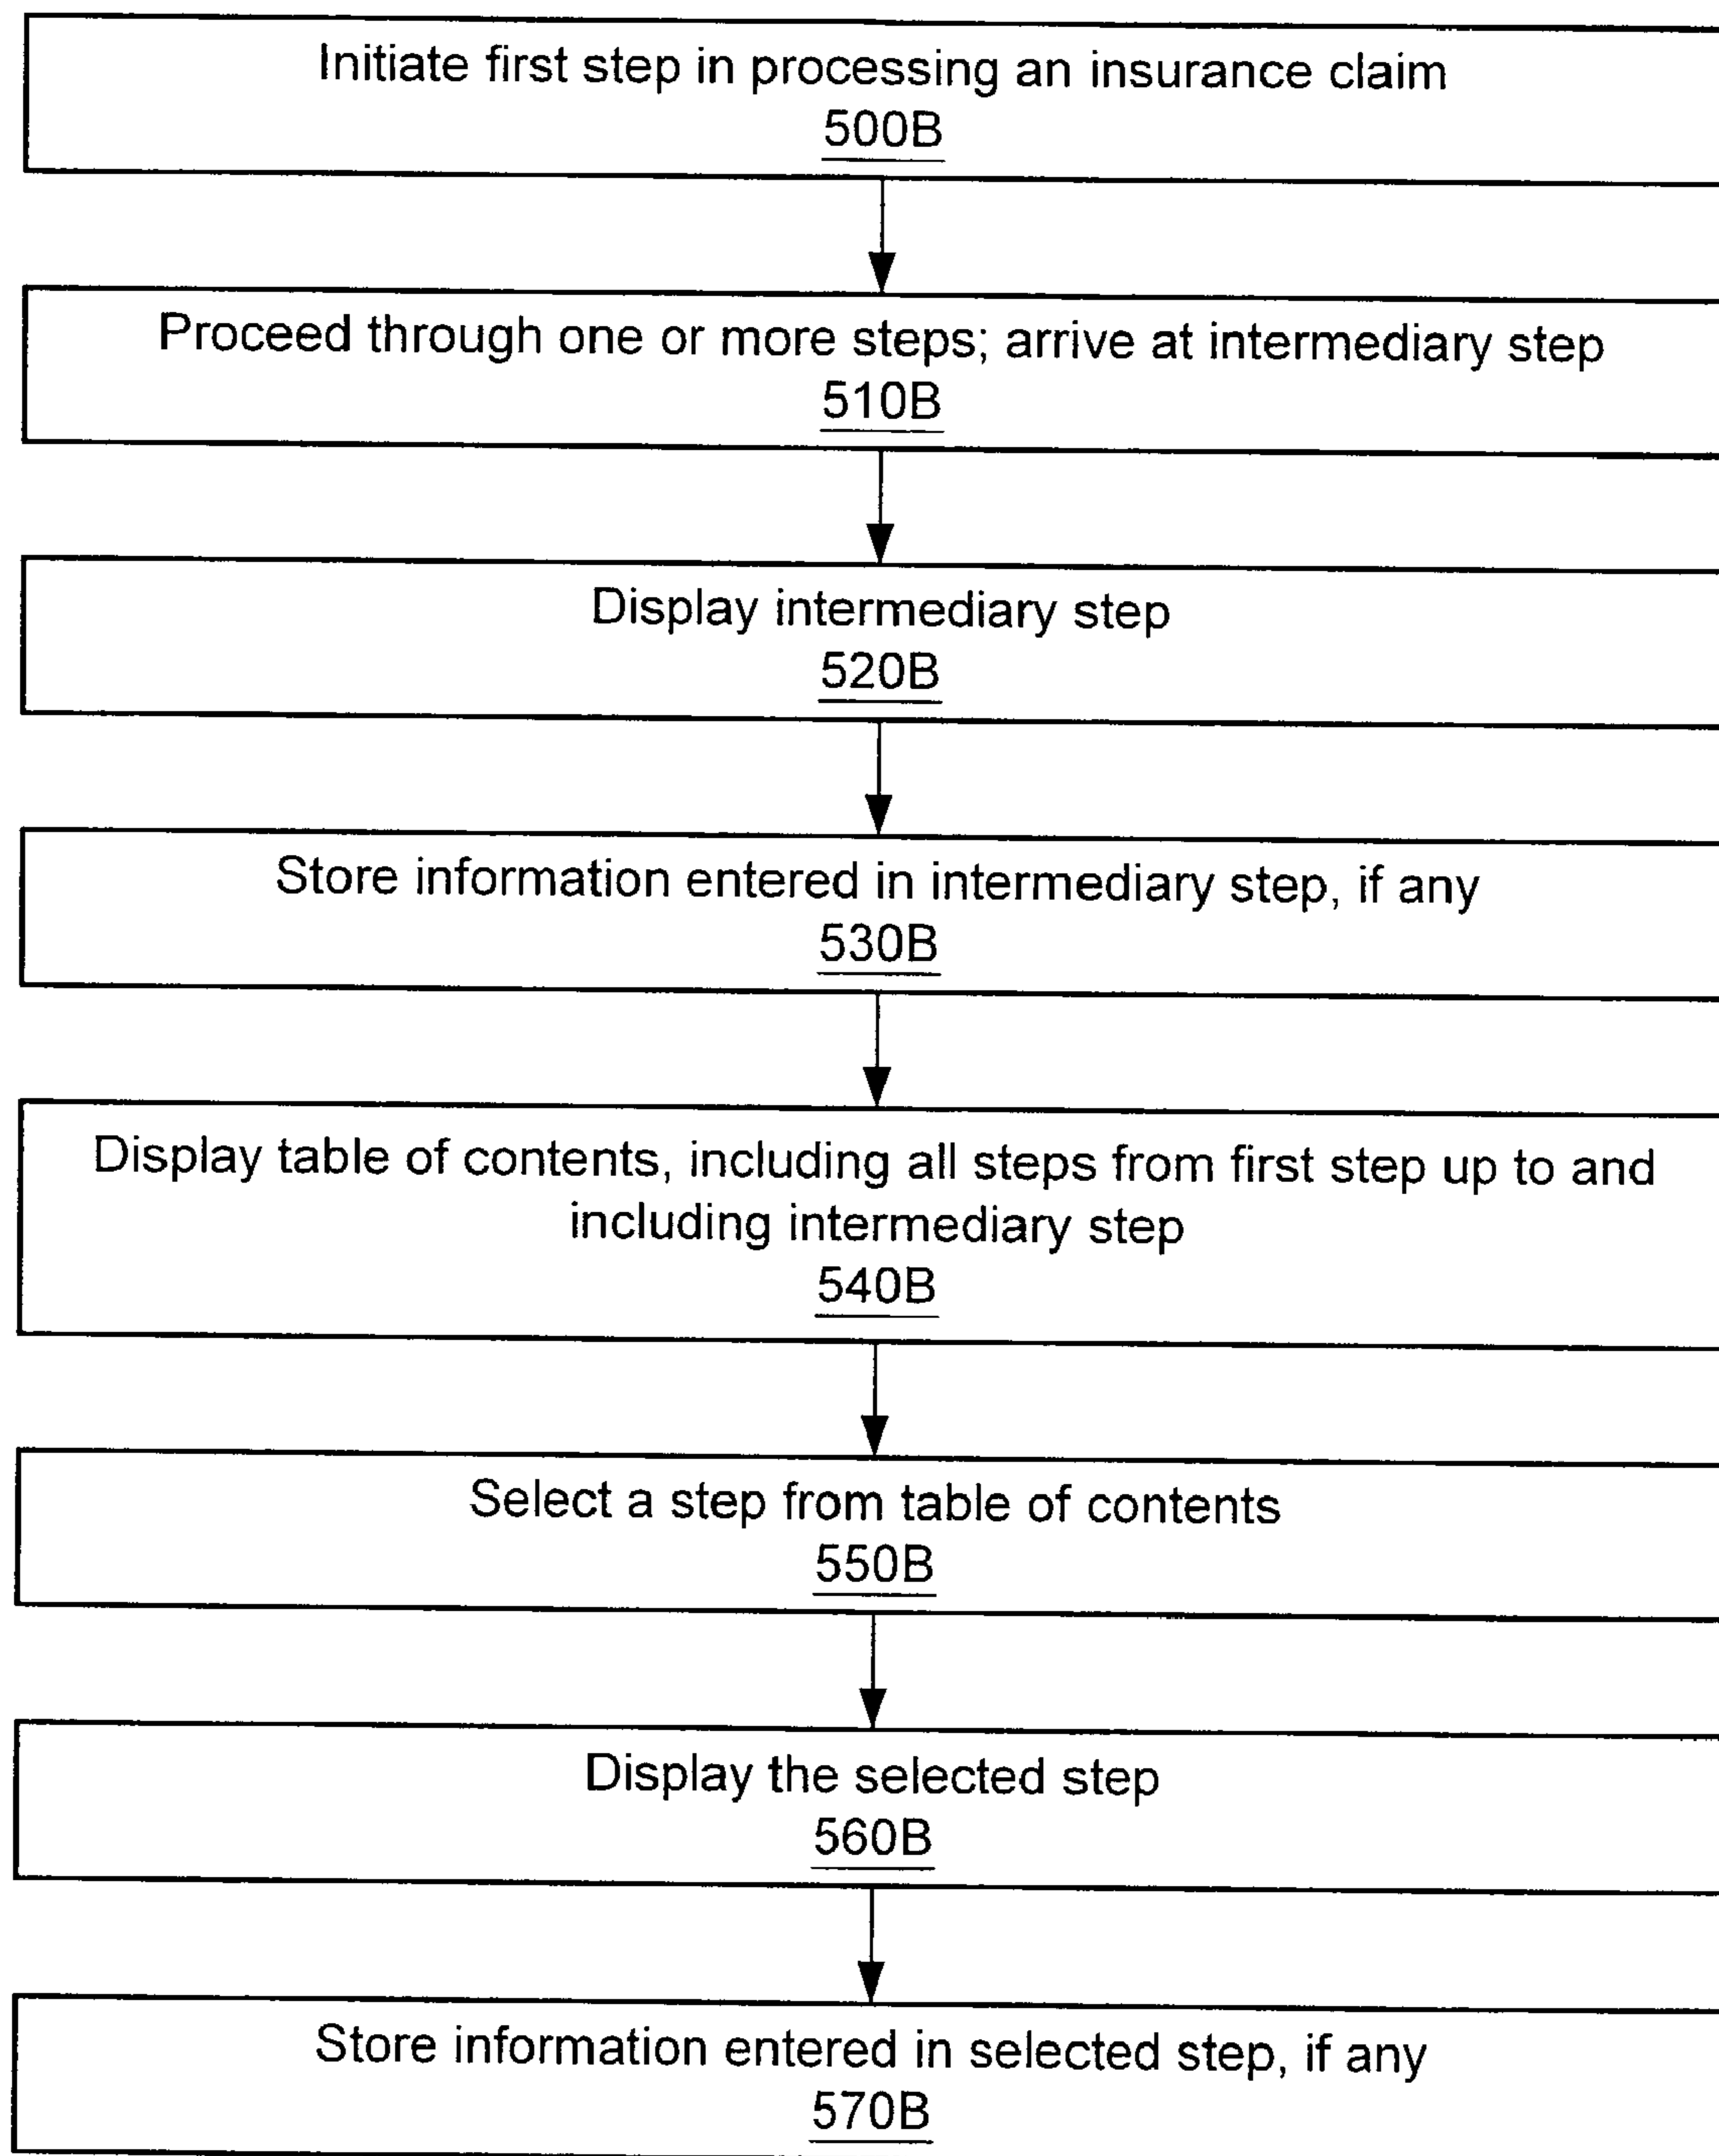 Initiate first step in processing an insurance claim
500B
Proceed through one or more steps; arrive at intermediary step
510B
Display intermediary step
520B
Store information entered in intermediary step, if any
530B
Display table of contents, including all steps from first step up to and
including intermediary step
540B
Select a step from table of contents
550B
Display the selected step
560B
Store information entered in selected step, if any
570B